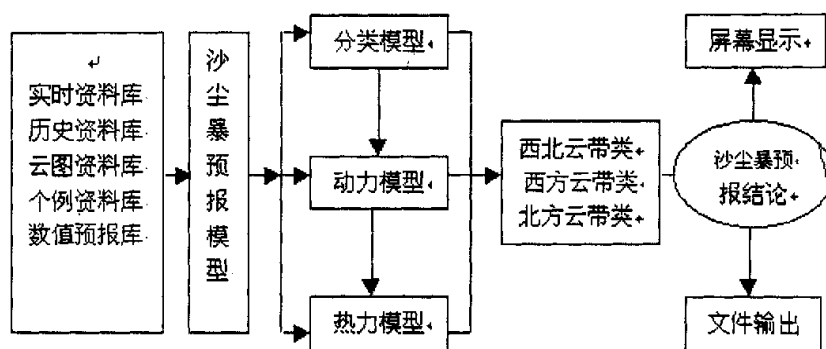 实时资料库
历史资料库
云图资料库
个例资料库
数值预报库
沙尘暴预报模型
分类模型
动力模型
热力模型
西北云带类
西方云带类
北方云带类
屏幕显示
沙尘暴预
报结论
文件输出